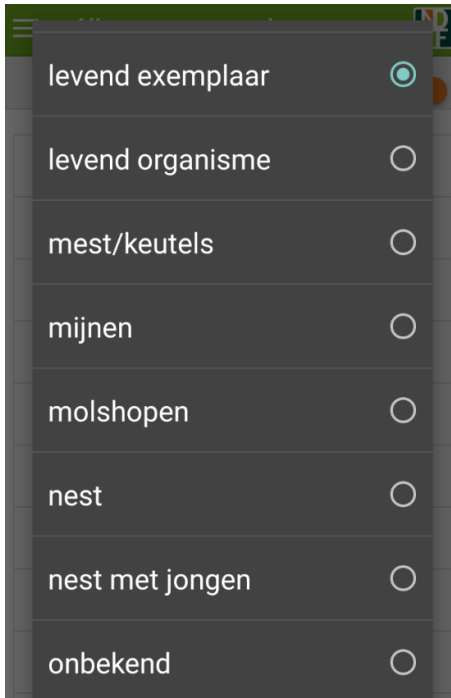 levend exemplaar
levend organisme
mest/keutels
mijnen
molshopen
nest
nest met jongen
onbekend